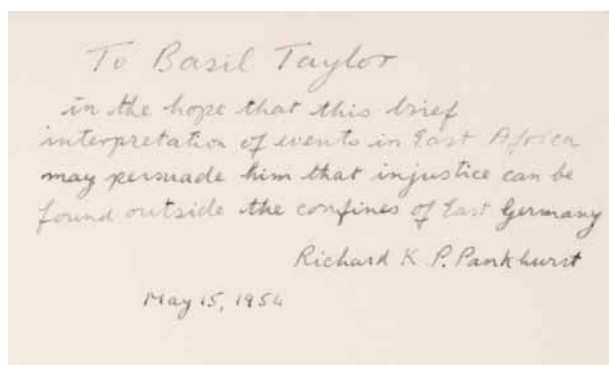 To Basil Taylor
in the hope that this brief
interpretation of events in East Africa
may persuade him that injustice can be
found outside the confines of East Germany
Richard K P. Pankhurst
May 15, 1954